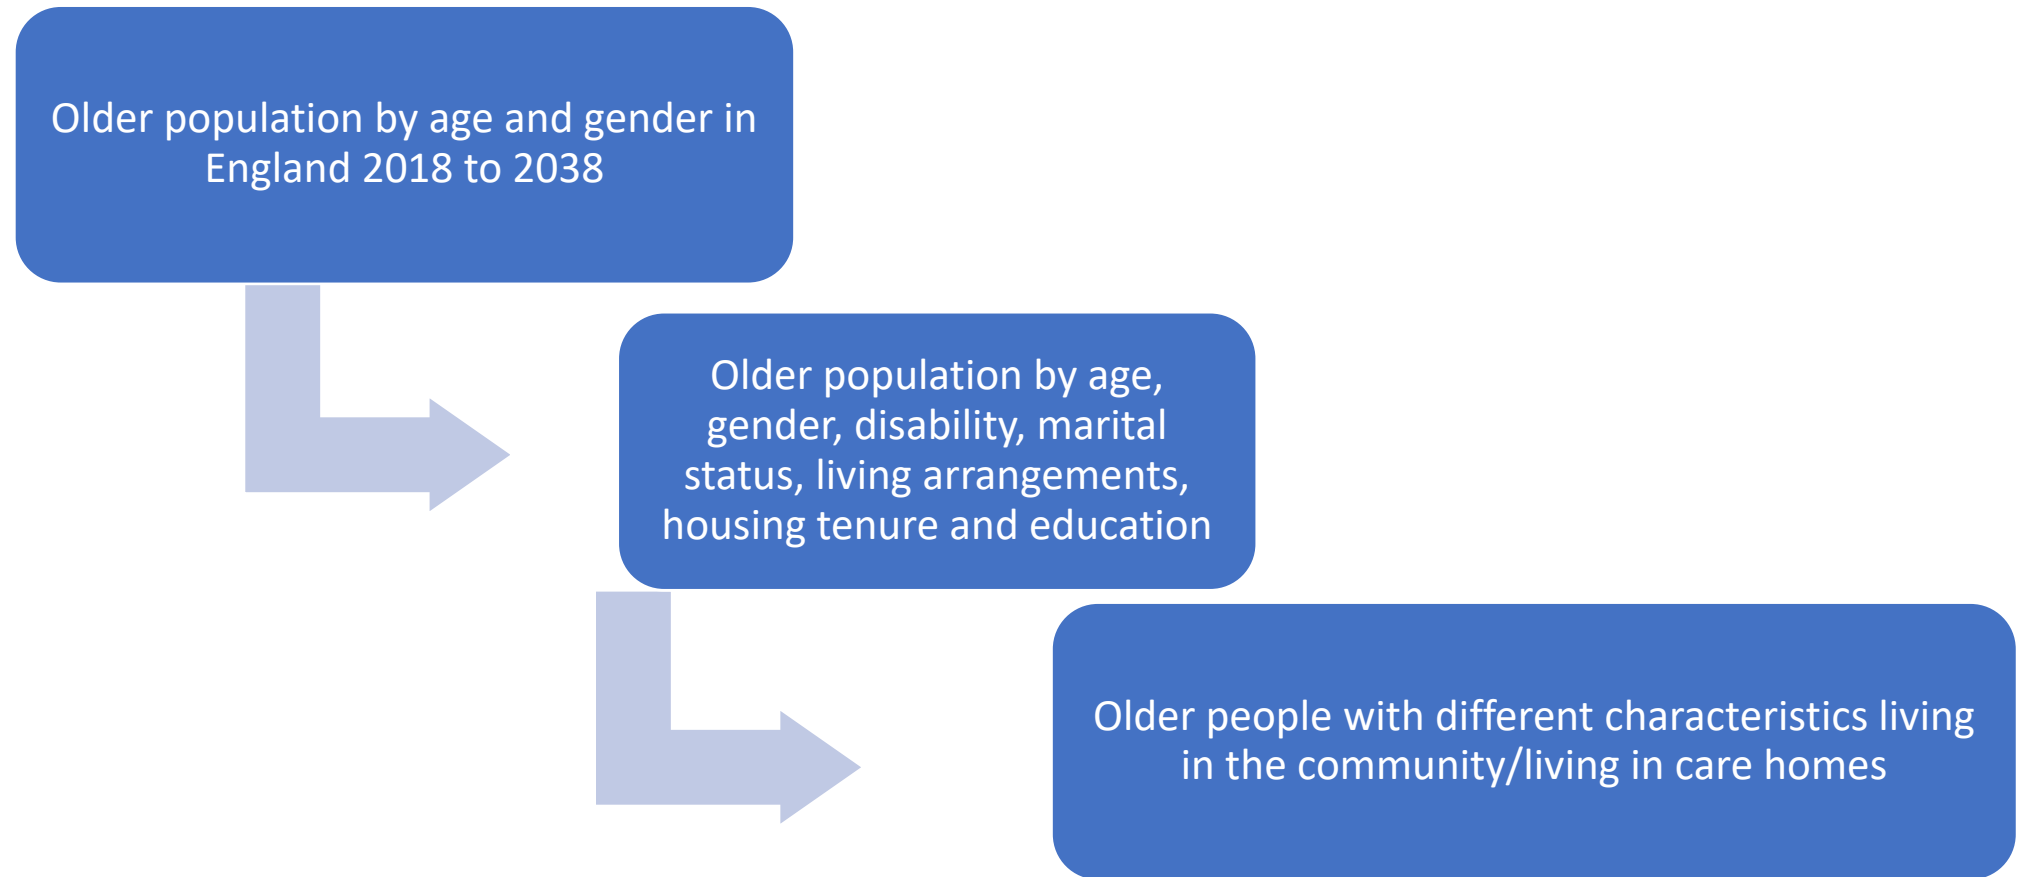 Older population by age and gender in
England 2018 to 2038
Older population by age,
gender, disability, marital
status, living arrangements,
housing tenure and education
Older people with different characteristics living
in the community/living in care homes